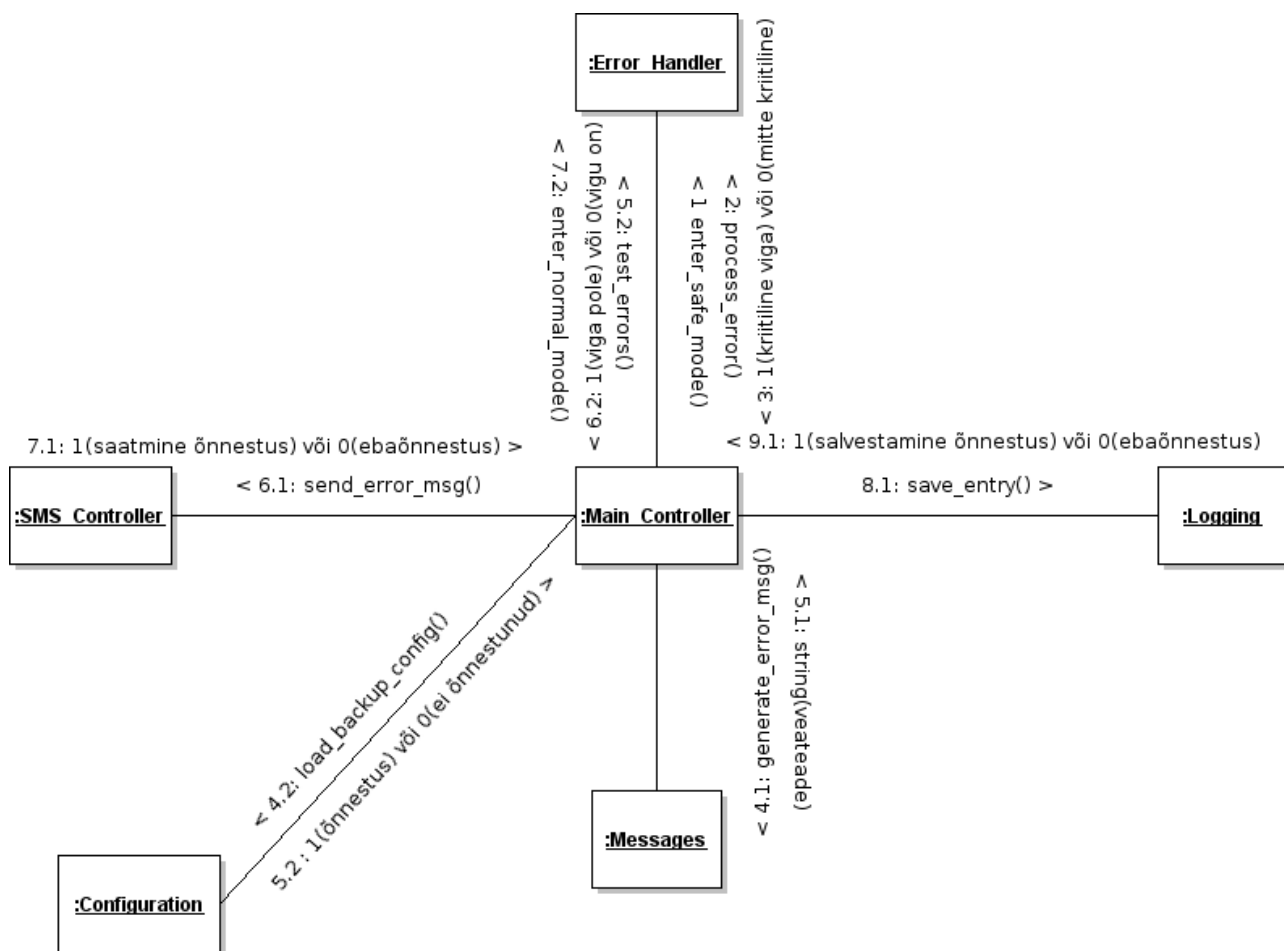 :Error_Handler
< 7.2: enter_normal_mode()
< 6.2: 1(viga pole) või 0(vigu on)
< 5.2: test_errors()
< 1 enter_safe_mode()
< 2: process_error()
< 3: 1(kriitiline viga) või 0(mitte kriitiline)
7.1: 1(saatmine õnnestus) või 0(ebaõnnestus) >
< 9.1: 1(salvestamine õnnestus) või 0(ebaõnnestus)
< 6.1: send_error_msg()
8.1: save_entry() >
:SMS_Controller
:Main_Controller
:Logging
< 4.2: load_backup_config()
5.2 : 1(õnnestus) või 0(ei õnnestunud) >
< 4.1: generate_error_msg()
< 5.1: string(veateade)
:Messages
:Configuration